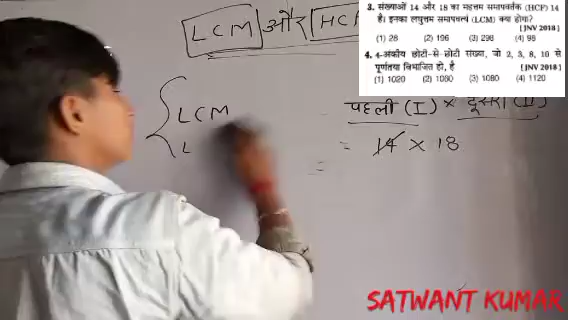 LCM और HCF
3. संख्याओं 14 और 18 का महत्तम समापवर्तक (HCF) 14
है। इनका लघुत्तम समापवर्त्य (LCM) क्या होगा?
[JNV 2018]
(1) 28 (2) 196 (3) 298 (4) 98
4. 4-अंकीय छोटी-से-छोटी संख्या, जो 2, 3, 8, 10 से
पूर्णतया विभाजित हो, है
[JNV 2018]
(1) 1020 (2) 1060 (3) 1080 (4) 1120
पहली (I) × दूसरी (II)
LCM
= 14 × 18
L
=
SATWANT KUMAR